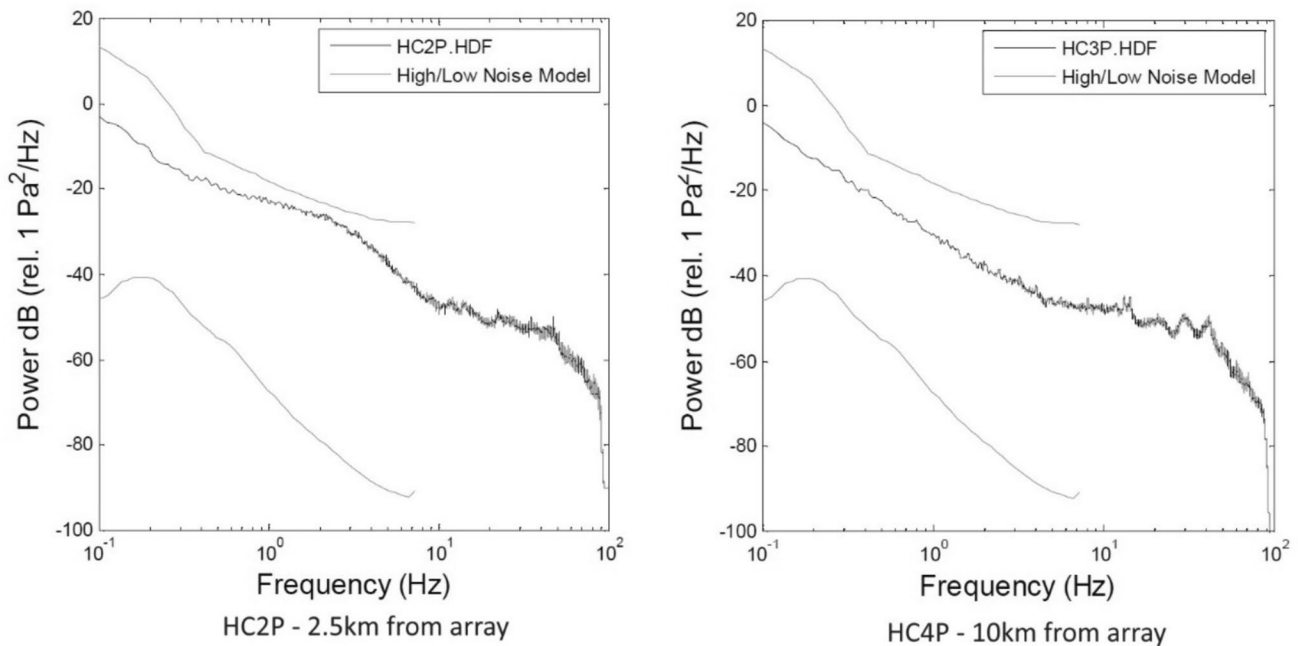 HC2P.HDF
High/Low Noise Model
20
0
-20
-40
-60
-80
-100
Power dB (rel. 1 Pa²/Hz)
10⁻¹
10⁰
10¹
10²
Frequency (Hz)
HC2P - 2.5km from array
HC3P.HDF
High/Low Noise Model
20
0
-20
-40
-60
-80
-100
Power dB (rel. 1 Pa²/Hz)
10⁻¹
10⁰
10¹
10²
Frequency (Hz)
HC4P - 10km from array